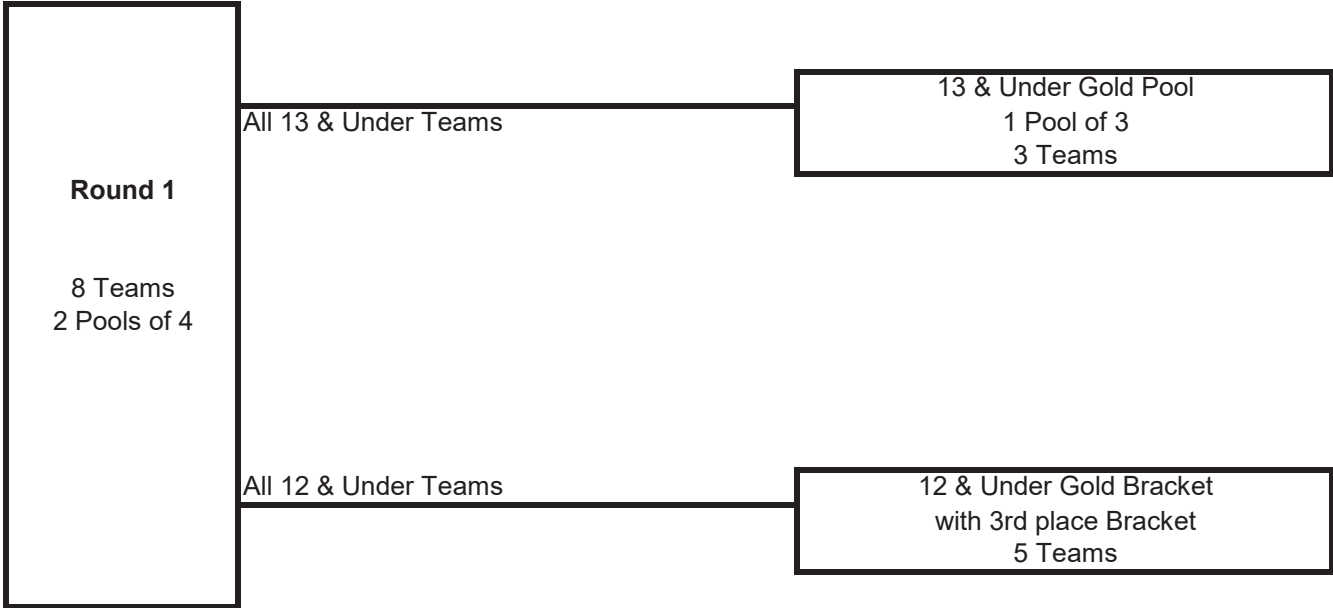 Round 1
8 Teams
2 Pools of 4
All 13 & Under Teams
13 & Under Gold Pool
1 Pool of 3
3 Teams
All 12 & Under Teams
12 & Under Gold Bracket
with 3rd place Bracket
5 Teams